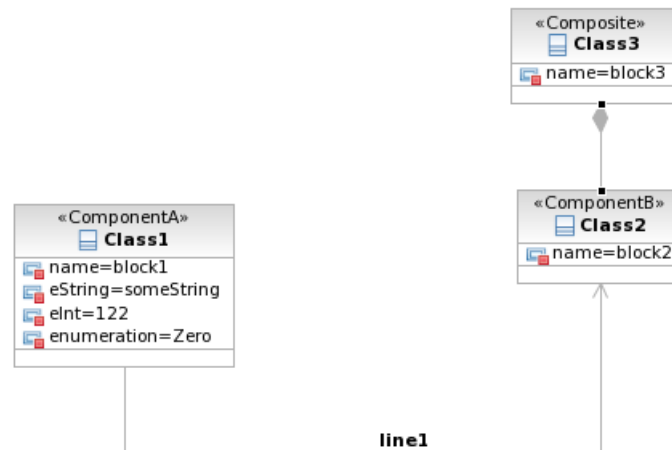 «Composite»
Class3
name=block3
«ComponentA»
Class1
name=block1
eString=someString
eInt=122
enumeration=Zero
«ComponentB»
Class2
name=block2
line1